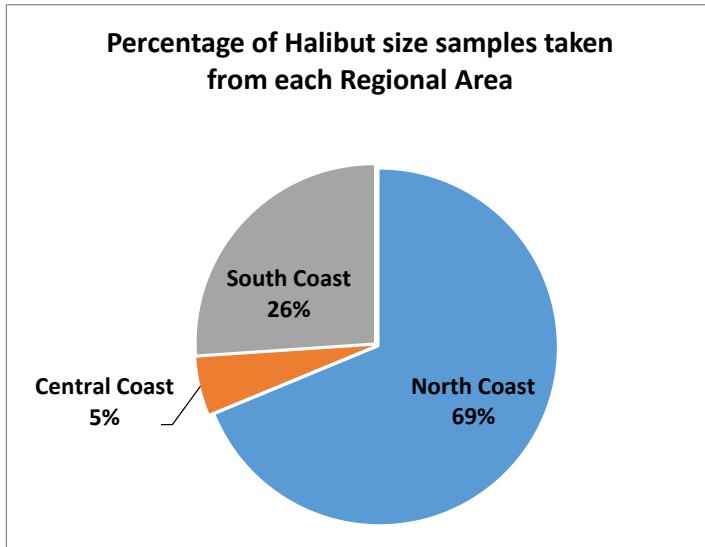 Percentage of Halibut size samples taken
from each Regional Area
South Coast
26%
Central Coast
5%
North Coast
69%